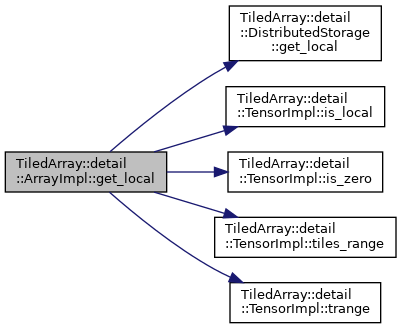 TiledArray::detail
::ArrayImpl::get_local
TiledArray::detail
::DistributedStorage
::get_local
TiledArray::detail
::TensorImpl::is_local
TiledArray::detail
::TensorImpl::is_zero
TiledArray::detail
::TensorImpl::tiles_range
TiledArray::detail
::TensorImpl::trange